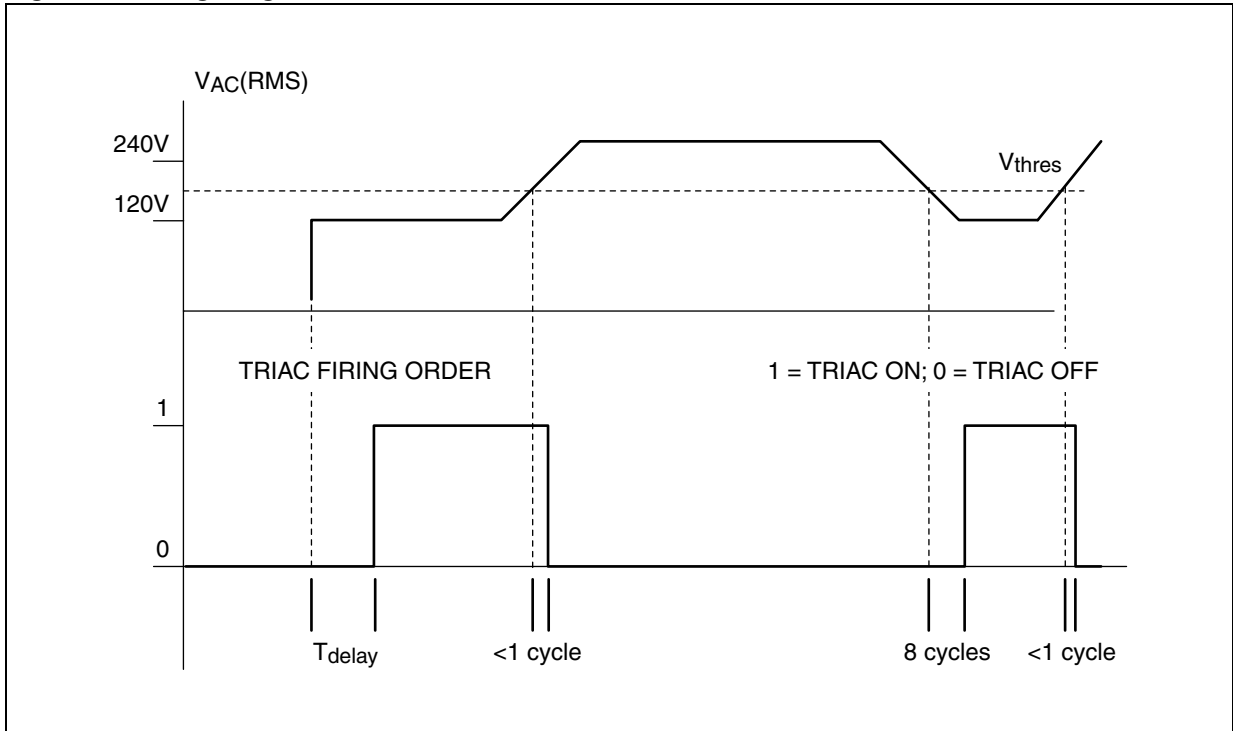 VAC(RMS)
240V
Vthres
120V
TRIAC FIRING ORDER
1 = TRIAC ON; 0 = TRIAC OFF
1
0
Tdelay
<1 cycle
8 cycles
<1 cycle